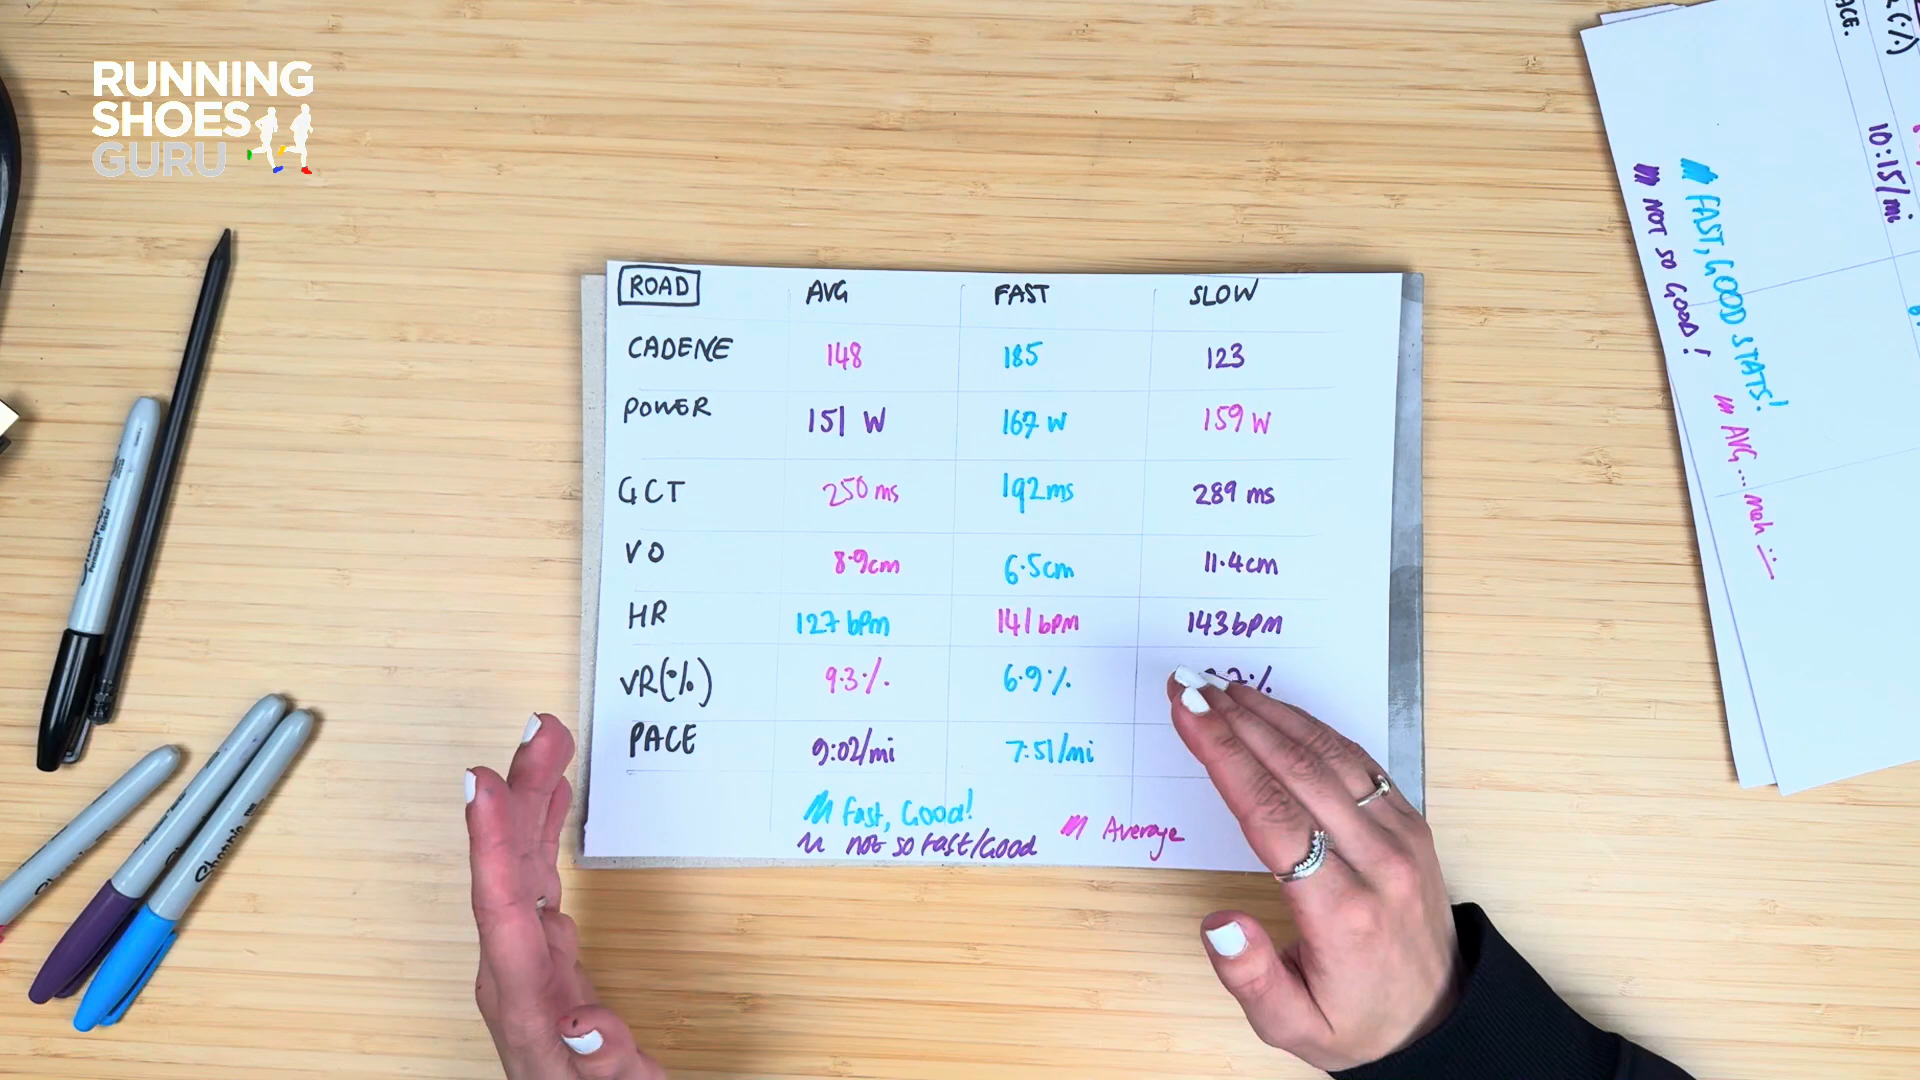 RUNNING
SHOES
GURU
ROAD AVG FAST SLOW
CADENE 148 185 123
POWER 151 W 167 W 159 W
GCT 250 ms 192ms 289 ms
VO 8.9cm 6.5cm 11.4cm
HR 127 bpm 141 bpm 143 bpm
VR(%) 9.3% 6.9%
PACE 9:02/mi 7:51/mi
Fast, Good!
not so Fast/Good
Average
10:15/mi
FAST, GOOD STATS!
NOT SO GOOD!
AVG... meh